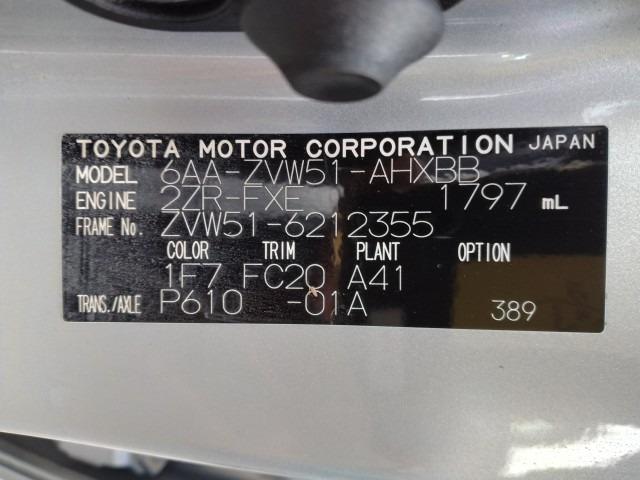 TOYOTA MOTOR CORPORATION JAPAN
MODEL 6AA-ZVW51-AHXBB
ENGINE 2ZR-FXE 1797 mL
FRAME No. ZVW51-6212355
COLOR TRIM PLANT OPTION
1F7 FC20 A41
TRANS./AXLE P610 -01A 389